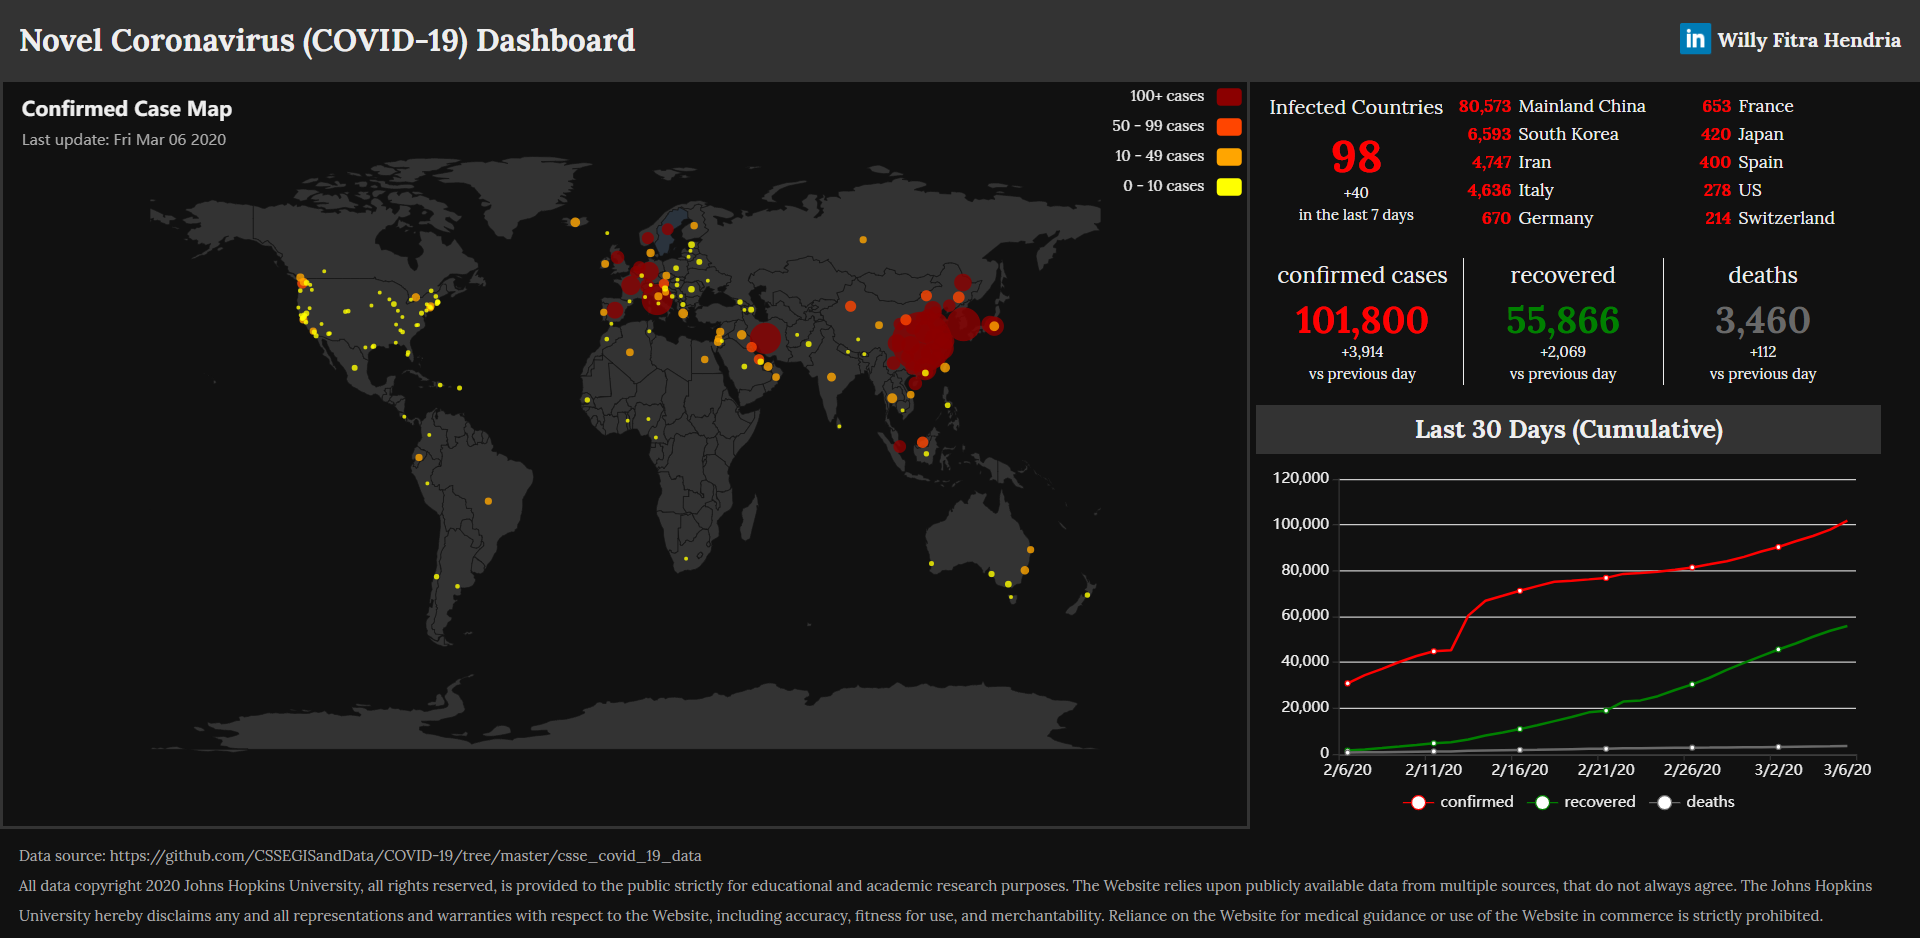 Novel Coronavirus (COVID-19) Dashboard
in Willy Fitra Hendria
Confirmed Case Map
Last update: Fri Mar 06 2020
100+ cases
50 - 99 cases
10 - 49 cases
0 - 10 cases
Infected Countries
98
+40
in the last 7 days
80,573 Mainland China
6,593 South Korea
4,747 Iran
4,636 Italy
670 Germany
653 France
420 Japan
400 Spain
278 US
214 Switzerland
confirmed cases
101,800
+3,914
vs previous day
recovered
55,866
+2,069
vs previous day
deaths
3,460
+112
vs previous day
Last 30 Days (Cumulative)
120,000
100,000
80,000
60,000
40,000
20,000
0
2/6/20 2/11/20 2/16/20 2/21/20 2/26/20 3/2/20 3/6/20
confirmed recovered deaths
Data source: https://github.com/CSSEGISandData/COVID-19/tree/master/csse_covid_19_data
All data copyright 2020 Johns Hopkins University, all rights reserved, is provided to the public strictly for educational and academic research purposes. The Website relies upon publicly available data from multiple sources, that do not always agree. The Johns Hopkins
University hereby disclaims any and all representations and warranties with respect to the Website, including accuracy, fitness for use, and merchantability. Reliance on the Website for medical guidance or use of the Website in commerce is strictly prohibited.